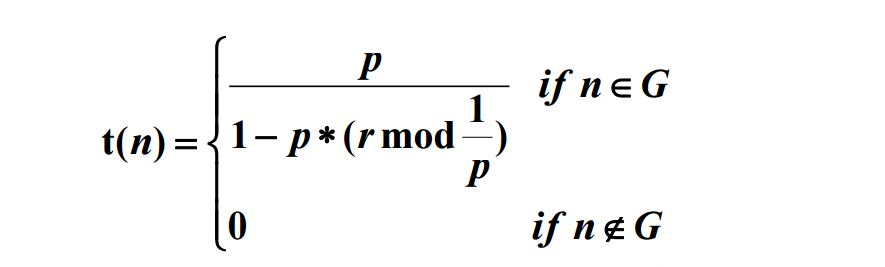 t(n) = { p / (1 − p * (r mod 1/p)) if n ∈ G
0 if n ∉ G